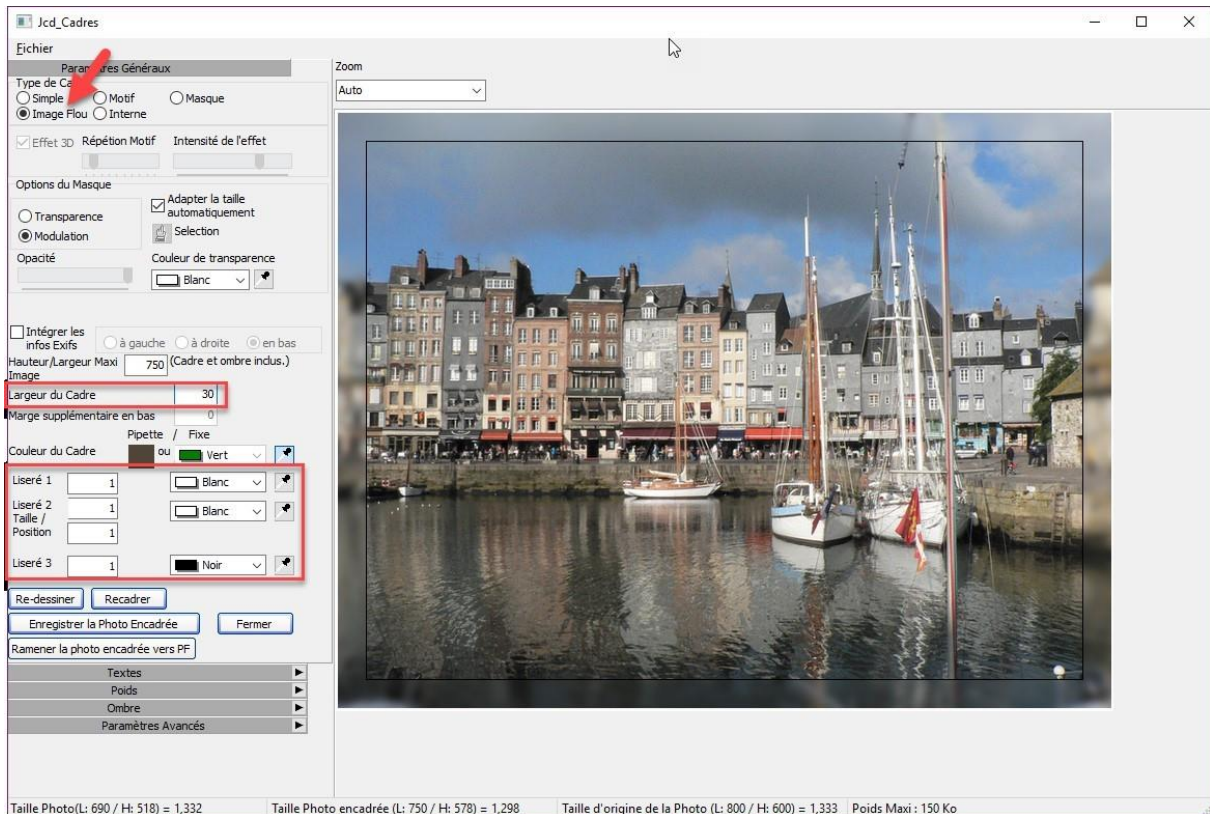 Jcd_Cadres
Fichier
Paramètres Généraux
Zoom
Auto
Type de Ca
Simple Motif Masque
Image Flou Interne
Effet 3D Répétion Motif Intensité de l'effet
Options du Masque
Transparence
Modulation
Adapter la taille
automatiquement
Selection
Opacité Couleur de transparence
Blanc
Intégrer les
infos Exifs
à gauche à droite en bas
Hauteur/Largeur Maxi 750 (Cadre et ombre inclus.)
Image
Largeur du Cadre 30
Marge supplémentaire en bas 0
Pipette / Fixe
Couleur du Cadre ou Vert
Liseré 1 1 Blanc
Liseré 2 1 Blanc
Taille /
Position 1
Liseré 3 1 Noir
Re-dessiner Recadrer
Enregistrer la Photo Encadrée Fermer
Ramener la photo encadrée vers PF
Textes
Poids
Ombre
Paramètres Avancés
Taille Photo(L: 690 / H: 518) = 1,332 Taille Photo encadrée (L: 750 / H: 578) = 1,298 Taille d'origine de la Photo (L: 800 / H: 600) = 1,333 Poids Maxi : 150 Ko